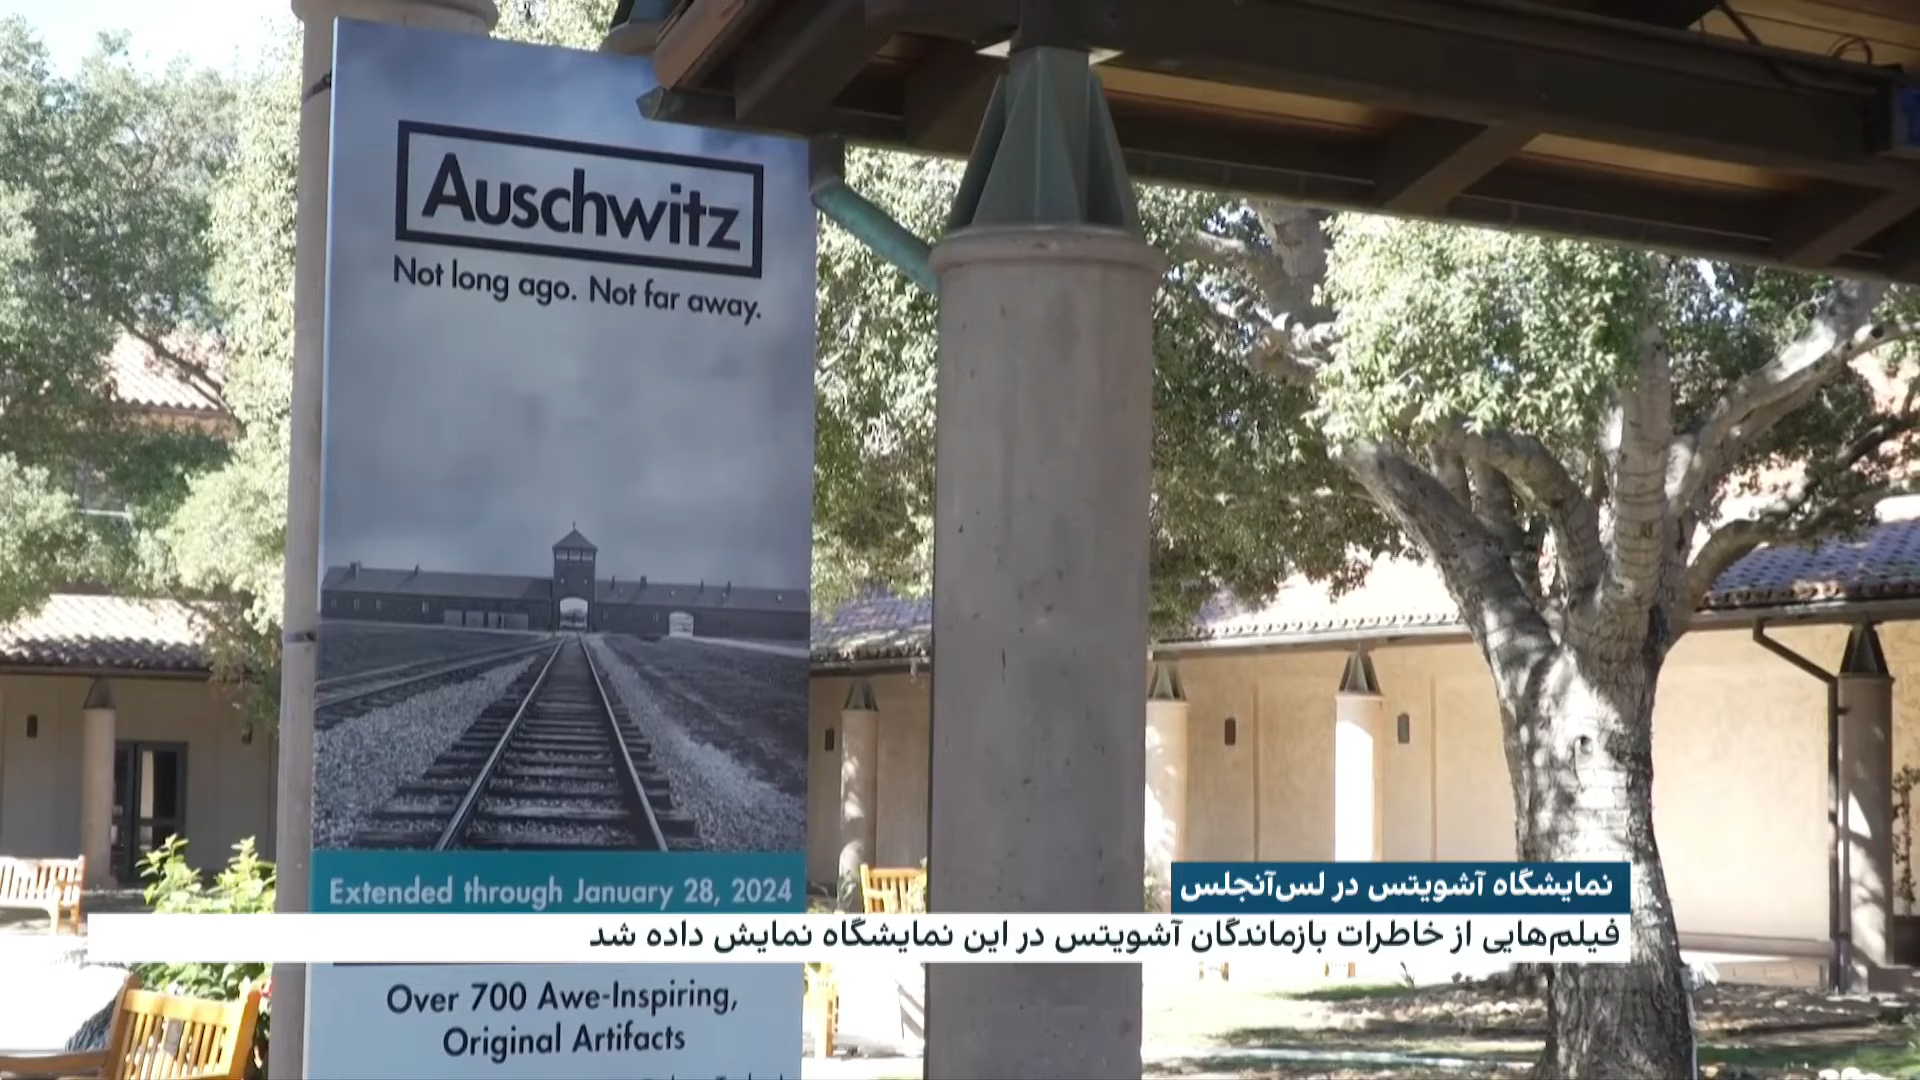 Auschwitz
Not long ago. Not far away.
Extended through January 28, 2024
نمایشگاه آشویتس در لس‌آنجلس
فیلم‌هایی از خاطرات بازماندگان آشویتس در این نمایشگاه نمایش داده شد
Over 700 Awe-Inspiring,
Original Artifacts